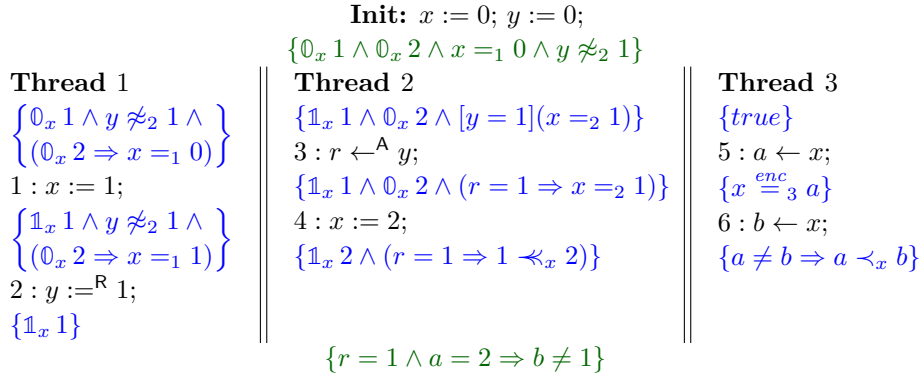 Init: x := 0; y := 0;
{𝟘ₓ 1 ∧ 𝟘ₓ 2 ∧ x =₁ 0 ∧ y ≉₂ 1}
Thread 1
{𝟘ₓ 1 ∧ y ≉₂ 1 ∧
(𝟘ₓ 2 ⇒ x =₁ 0)}
1 : x := 1;
{𝟙ₓ 1 ∧ y ≉₂ 1 ∧
(𝟘ₓ 2 ⇒ x =₁ 1)}
2 : y :=ᴿ 1;
{𝟙ₓ 1}
Thread 2
{𝟙ₓ 1 ∧ 𝟘ₓ 2 ∧ [y = 1](x =₂ 1)}
3 : r ←ᴬ y;
{𝟙ₓ 1 ∧ 𝟘ₓ 2 ∧ (r = 1 ⇒ x =₂ 1)}
4 : x := 2;
{𝟙ₓ 2 ∧ (r = 1 ⇒ 1 ⊀ₓ 2)}
Thread 3
{true}
5 : a ← x;
{x =ᵉⁿᶜ₃ a}
6 : b ← x;
{a ≠ b ⇒ a ≺ₓ b}
{r = 1 ∧ a = 2 ⇒ b ≠ 1}